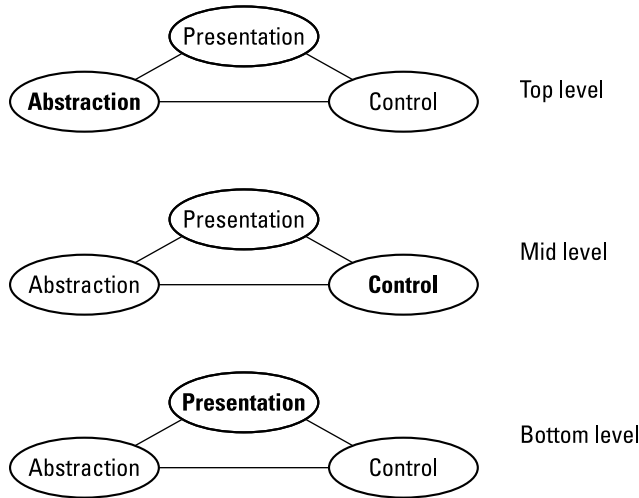 Presentation
Abstraction
Control
Top level
Presentation
Abstraction
Control
Mid level
Presentation
Abstraction
Control
Bottom level